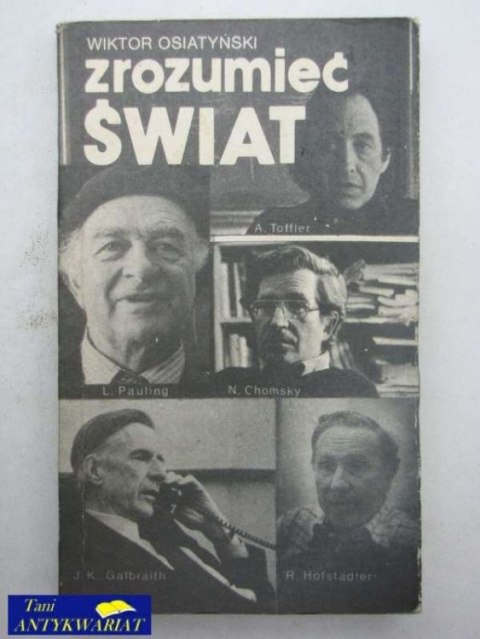 WIKTOR OSIATYŃSKI
zrozumieć
ŚWIAT
A. Toffler
L. Pauling
N. Chomsky
J. K. Galbraith
R. Hofstadter
Tani
ANTYKWARIAT